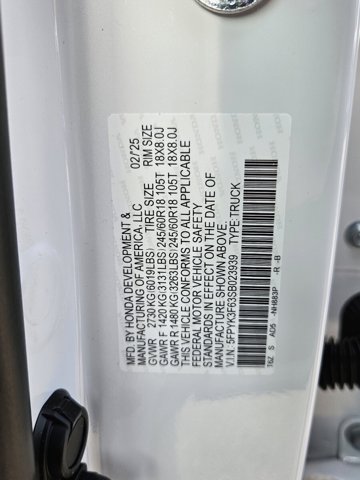 MFD. BY HONDA DEVELOPMENT & 02/'25
MANUFACTURING OF AMERICA, LLC
GVWR 2730 KG(6019LBS) TIRE SIZE RIM SIZE
GAWR F 1420 KG(3131LBS) 245/60R18 105T 18X8.0J
GAWR R 1480 KG(3263LBS) 245/60R18 105T 18X8.0J
THIS VEHICLE CONFORMS TO ALL APPLICABLE
FEDERAL MOTOR VEHICLE SAFETY
STANDARDS IN EFFECT ON THE DATE OF
MANUFACTURE SHOWN ABOVE.
V.I.N: 5FPYK3F63SB023939 TYPE:TRUCK
T6Z S AD5 -NH883P -R -B